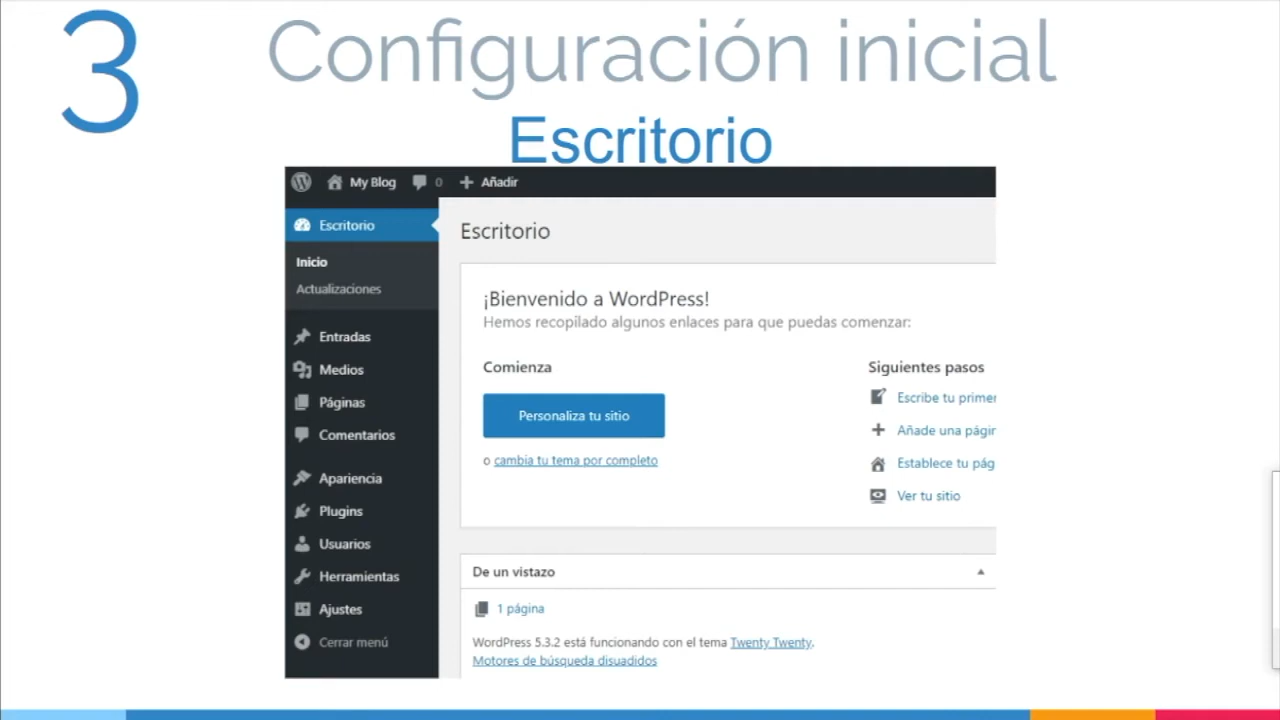 3
Configuración inicial
Escritorio
My Blog 0 Añadir
Escritorio
Inicio
Actualizaciones
Entradas
Medios
Páginas
Comentarios
Apariencia
Plugins
Usuarios
Herramientas
Ajustes
Cerrar menú
Escritorio
¡Bienvenido a WordPress!
Hemos recopilado algunos enlaces para que puedas comenzar:
Comienza
Personaliza tu sitio
o cambia tu tema por completo
Siguientes pasos
Escribe tu primer
Añade una págin
Establece tu pág
Ver tu sitio
De un vistazo
1 página
WordPress 5.3.2 está funcionando con el tema Twenty Twenty.
Motores de búsqueda disuadidos